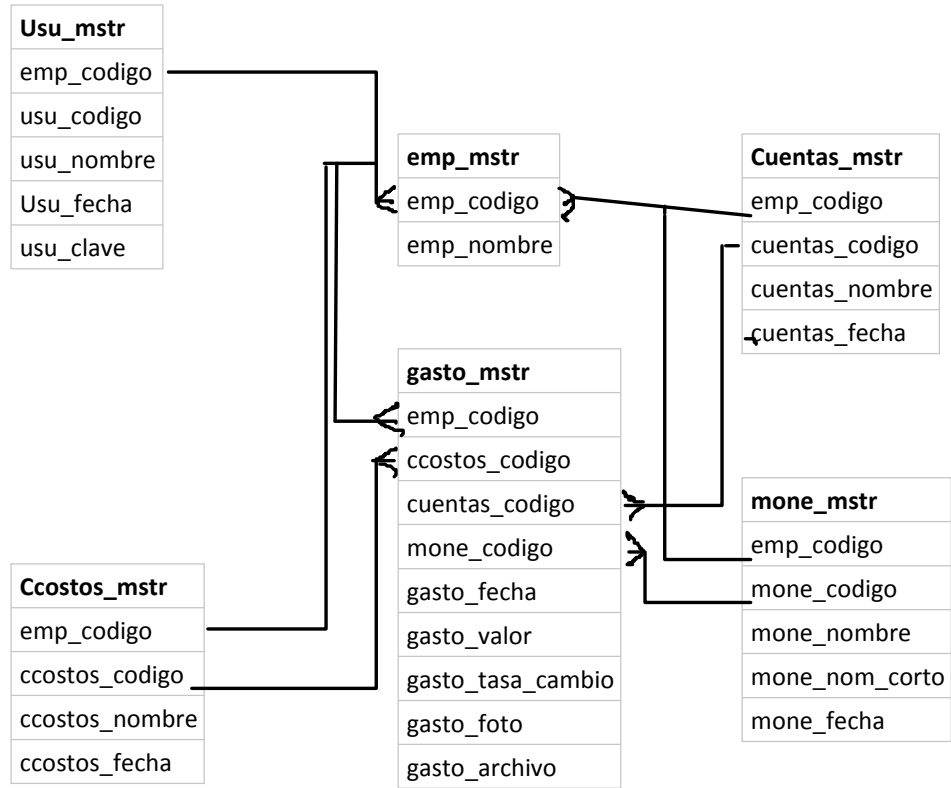 Usu_mstr
emp_codigo
usu_codigo
usu_nombre
Usu_fecha
usu_clave
emp_mstr
emp_codigo
emp_nombre
Cuentas_mstr
emp_codigo
cuentas_codigo
cuentas_nombre
cuentas_fecha
gasto_mstr
emp_codigo
ccostos_codigo
cuentas_codigo
mone_codigo
gasto_fecha
gasto_valor
gasto_tasa_cambio
gasto_foto
gasto_archivo
mone_mstr
emp_codigo
mone_codigo
mone_nombre
mone_nom_corto
mone_fecha
Ccostos_mstr
emp_codigo
ccostos_codigo
ccostos_nombre
ccostos_fecha